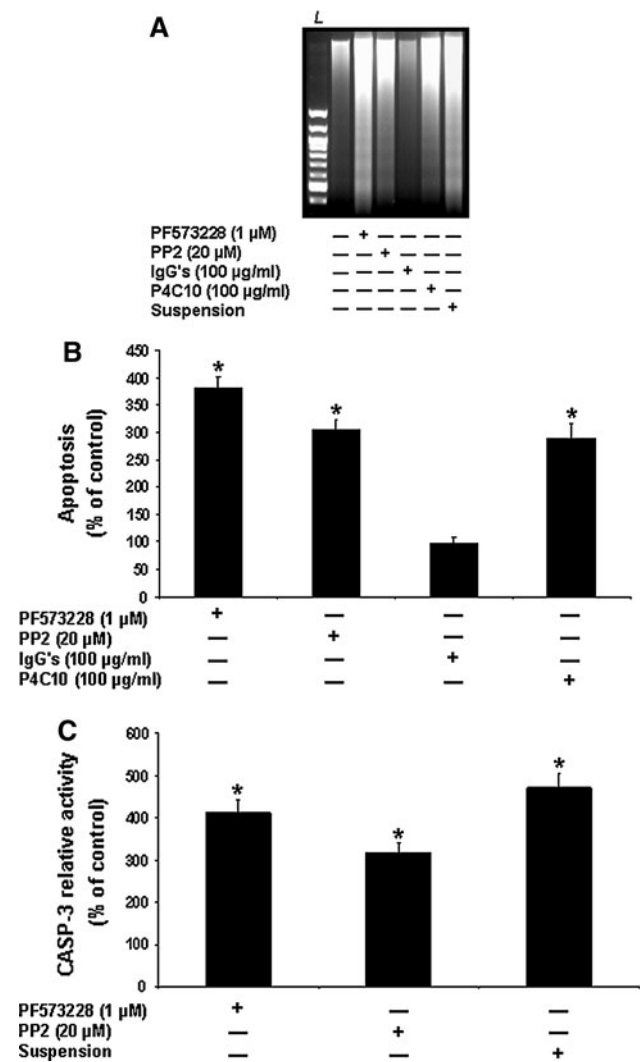 A
L
PF573228 (1 µM) — + — — — —
PP2 (20 µM) — — + — — —
IgG's (100 µg/ml) — — — + — —
P4C10 (100 µg/ml) — — — — + —
Suspension — — — — — +
B
Apoptosis
(% of control)
450
400
350
300
250
200
150
100
50
0
* * *
PF573228 (1 µM) + — — —
PP2 (20 µM) — + — —
IgG's (100 µg/ml) — — + —
P4C10 (100 µg/ml) — — — +
C
CASP-3 relative activity
(% of control)
600
500
400
300
200
100
0
* * *
PF573228 (1 µM) + — —
PP2 (20 µM) — + —
Suspension — — +